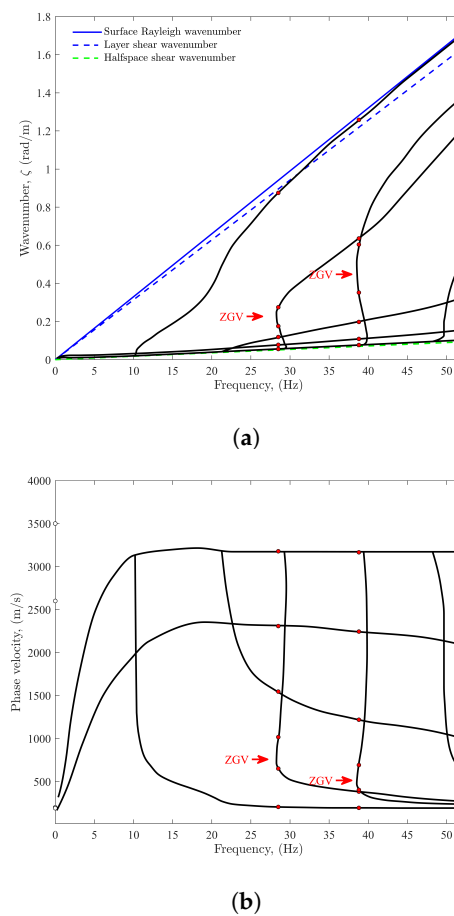 1.8
Surface Rayleigh wavenumber
Layer shear wavenumber
Halfspace shear wavenumber
1.6
1.4
1.2
1
0.8
0.6
0.4
0.2
0
Wavenumber, ζ (rad/m)
ZGV
ZGV
0 5 10 15 20 25 30 35 40 45 50
Frequency, (Hz)
(a)
4000
3500
3000
2500
2000
1500
1000
500
Phase velocity, (m/s)
ZGV
ZGV
0 5 10 15 20 25 30 35 40 45 50
Frequency, (Hz)
(b)